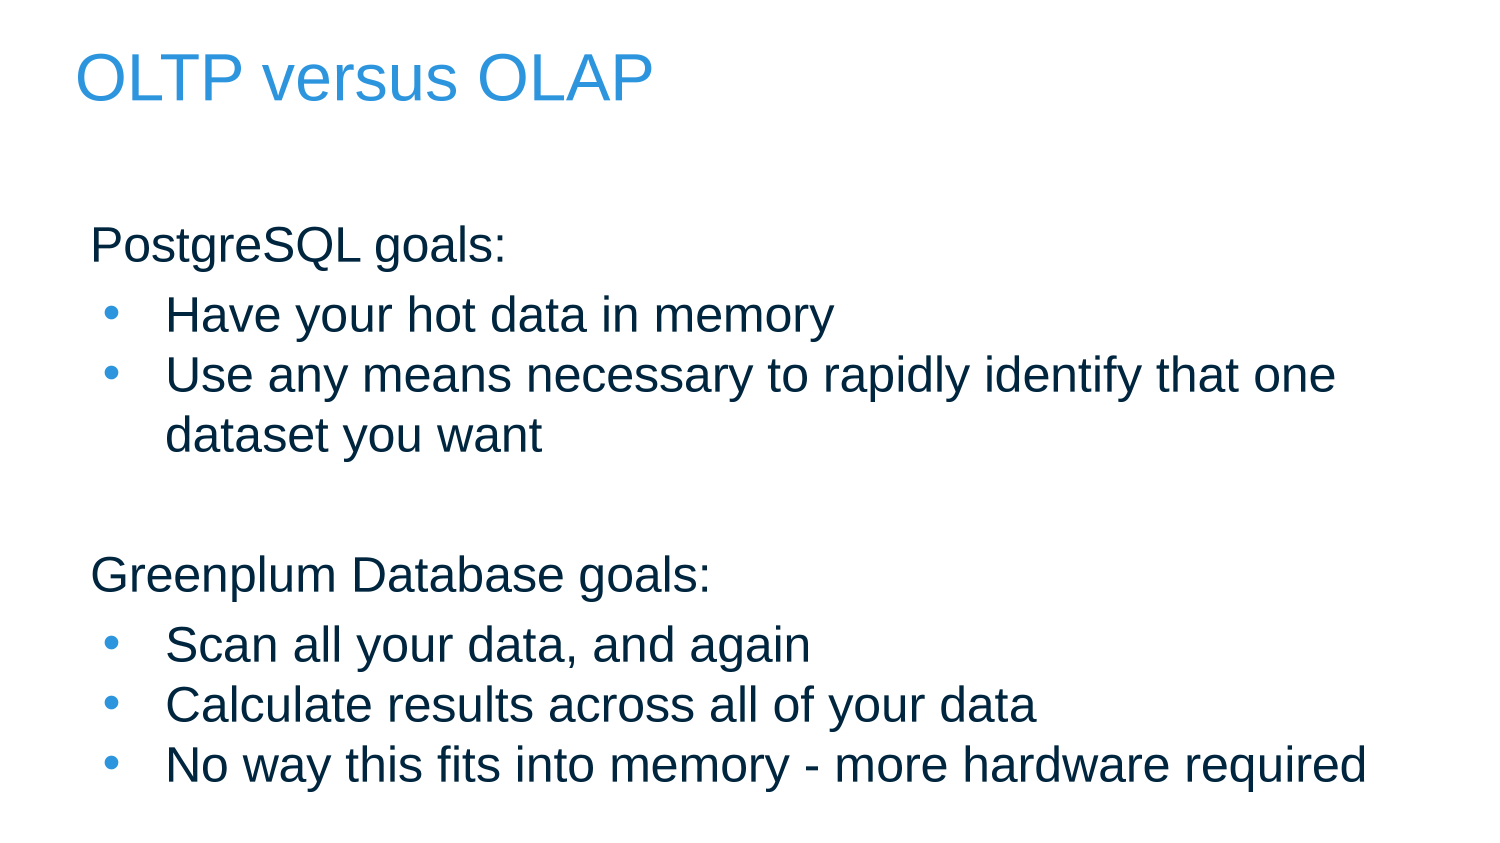 OLTP versus OLAP
PostgreSQL goals:
• Have your hot data in memory
• Use any means necessary to rapidly identify that one
dataset you want
Greenplum Database goals:
• Scan all your data, and again
• Calculate results across all of your data
• No way this fits into memory - more hardware required